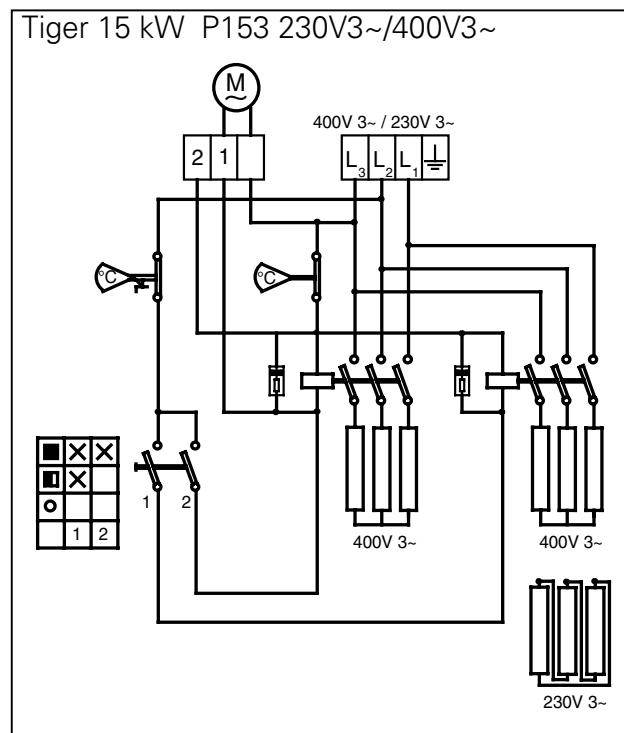 Tiger 15 kW P153 230V3~/400V3~
M
~
400V 3~ / 230V 3~
2 1 L3 L2 L1
°C °C
1 2
1 2
400V 3~ 400V 3~
230V 3~